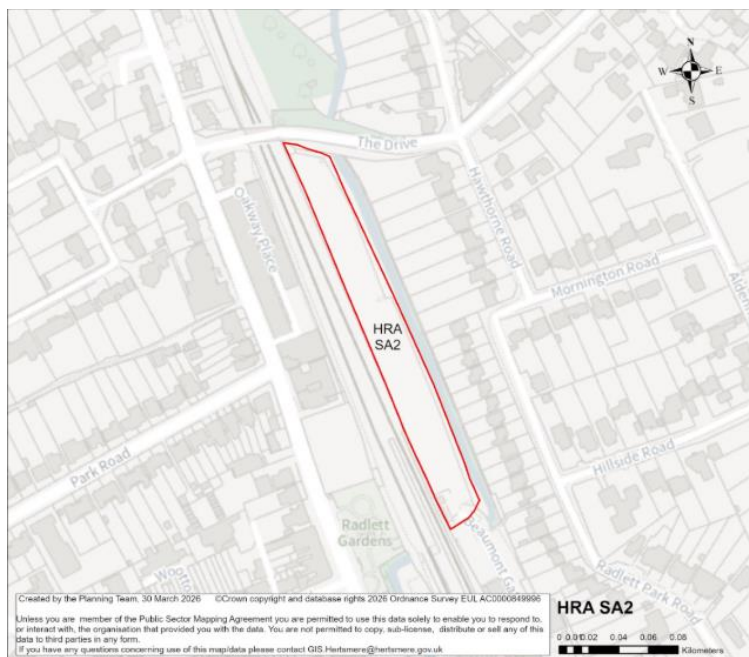 N
W
E
S
The Drive
Oakway Place
Hawthorne Road
Mornington Road
HRA
SA2
Park Road
Hillside Road
Radlett
Gardens
Radlett Park Road
Created by the Planning Team, 30 March 2026 ©Crown copyright and database rights 2026 Ordnance Survey EUL AC0000849996
Unless you are member of the Public Sector Mapping Agreement you are permitted to use this data solely to enable you to respond to,
or interact with, the organisation that provided you with the data. You are not permitted to copy, sub-license, distribute or sell any of this
data to third parties in any form.
If you have any questions concerning use of this map/data please contact GIS.Hertsmere@hertsmere.gov.uk
HRA SA2
0.04 0.06 0.08
Kilometers